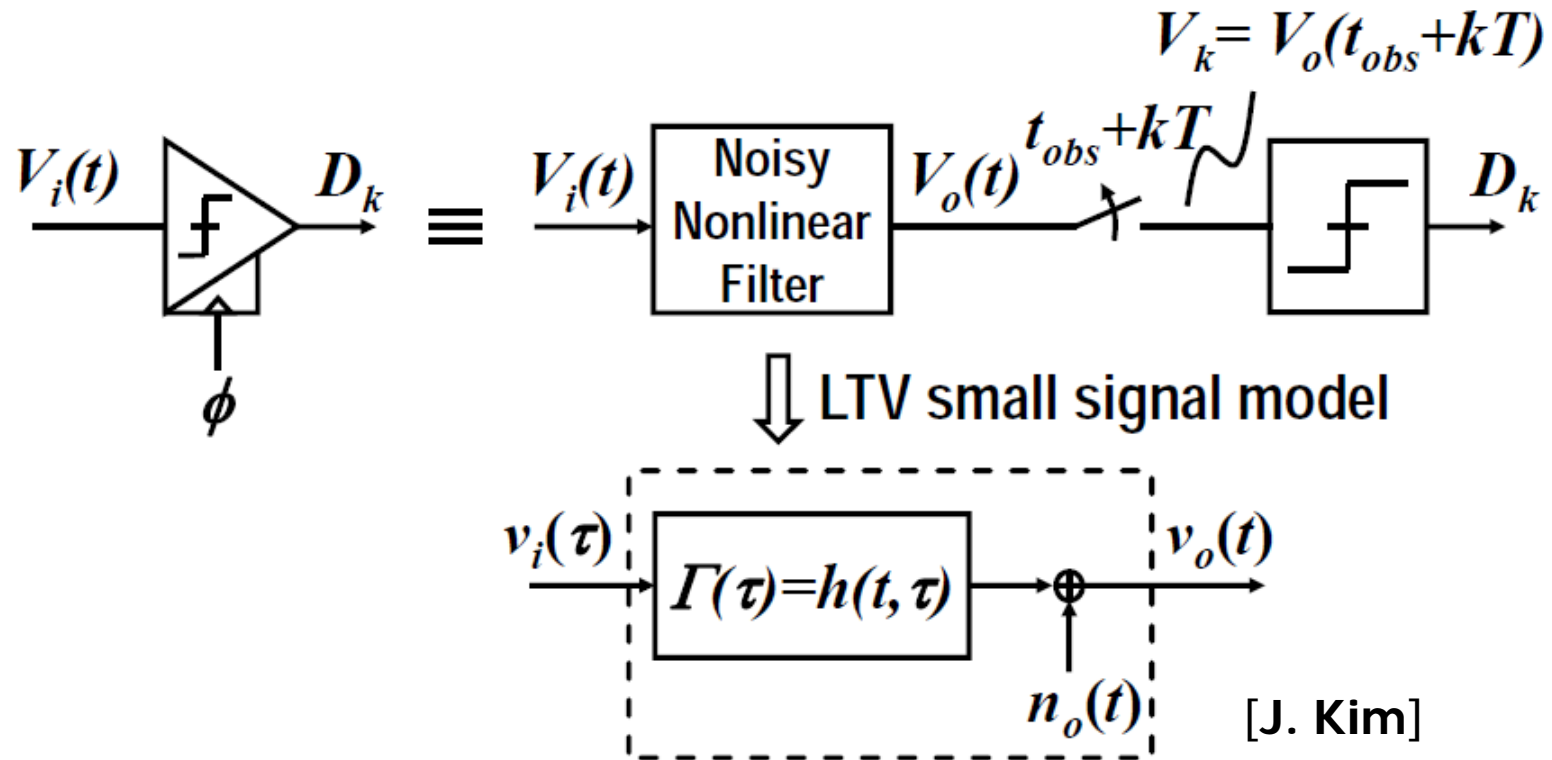 V_k = V_o(t_obs+kT)
V_i(t)
D_k
≡
V_i(t)
Noisy
Nonlinear
Filter
V_o(t)
t_obs+kT
D_k
ϕ
LTV small signal model
v_i(τ)
Γ(τ)=h(t,τ)
v_o(t)
n_o(t)
[J. Kim]